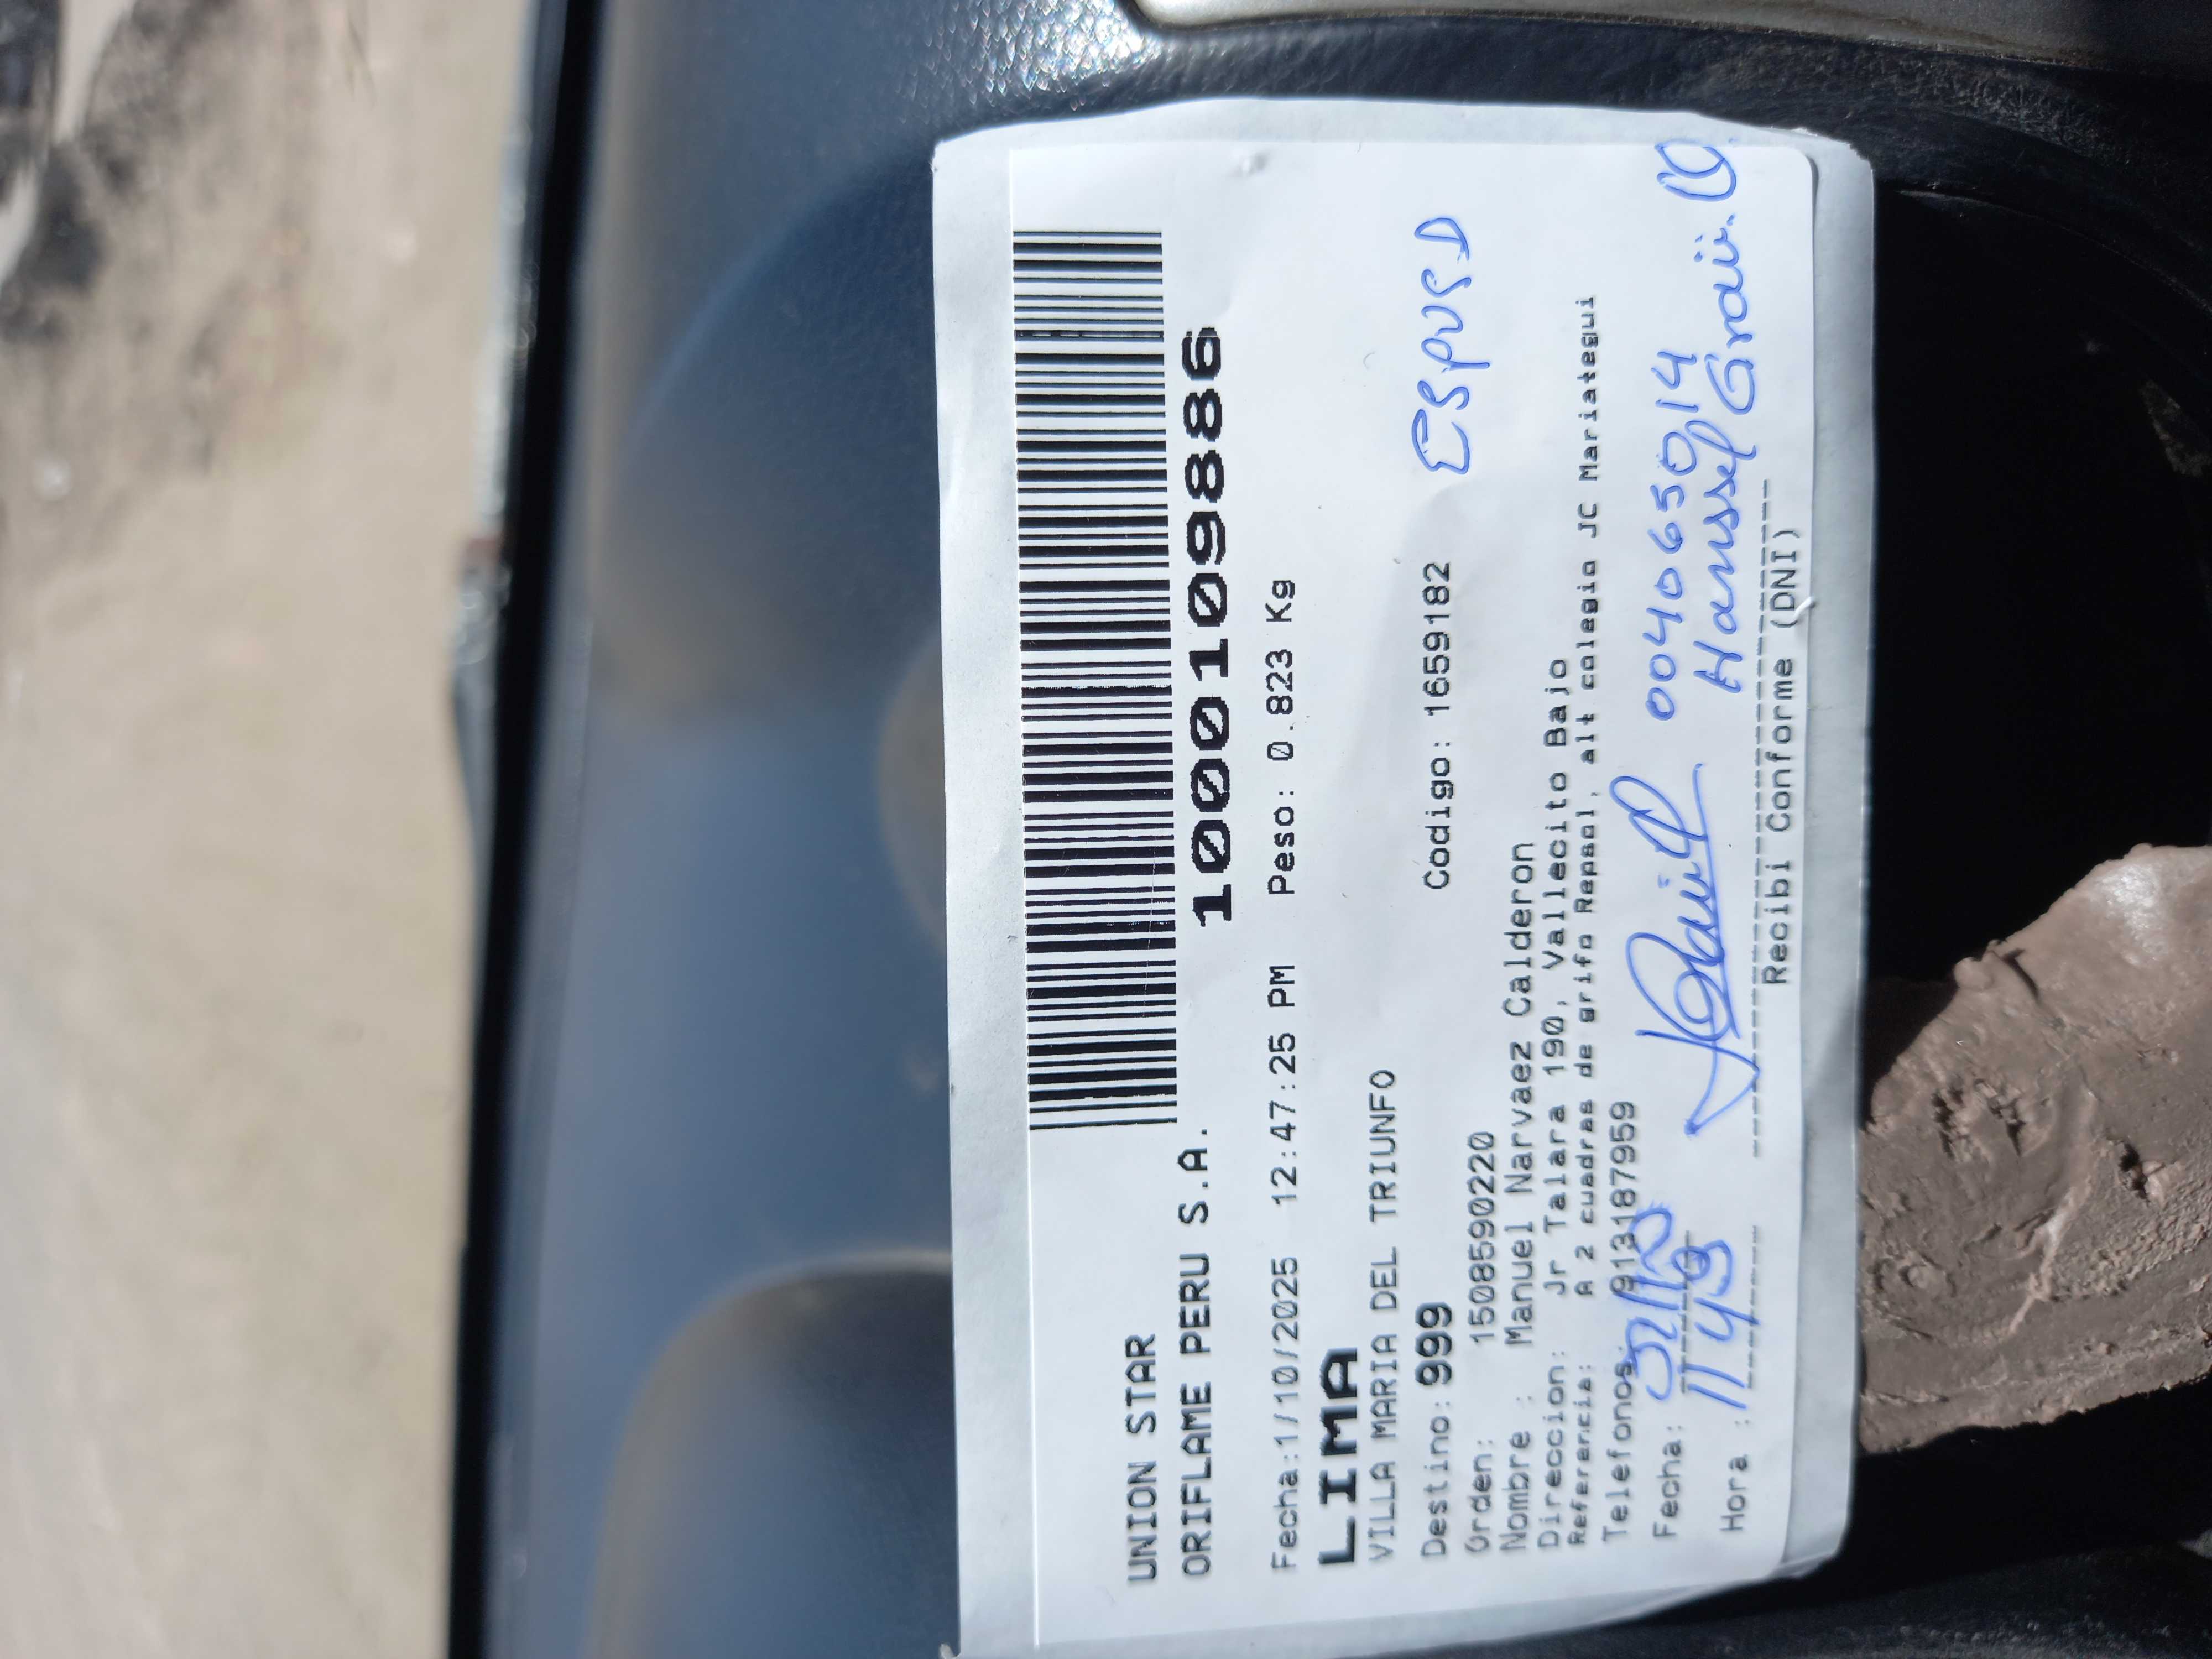 UNION STAR
ORIFLAME PERU S.A.
10001109886
Fecha:1/10/2025 12:47:25 PM Peso: 0.823 Kg
LIMA
VILLA MARIA DEL TRIUNFO
Destino: 999 Codigo: 1659182
Esposo
Orden: 1508590220
Nombre : Manuel Narvaez Calderon
Direccion: Jr Talara 190, Vallecito Bajo
Referencia: A 2 cuadras de grifo Repsol, alt colegio JC Mariategui
Telefonos: 913187959
Fecha: 004065014
Hora : 1143
Recibi Conforme (DNI)